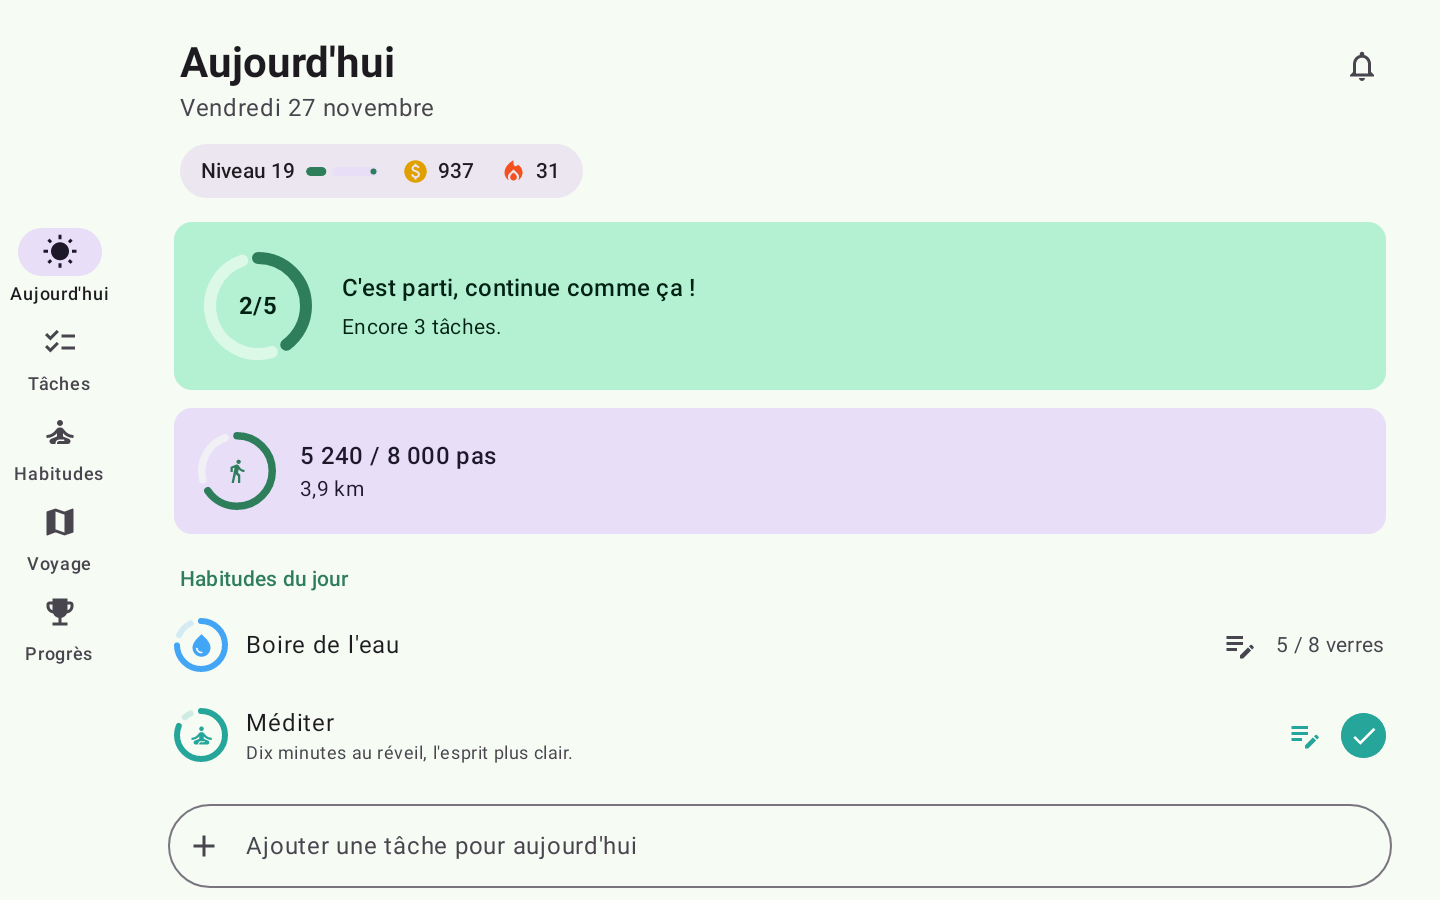 Aujourd'hui
Vendredi 27 novembre
Niveau 19 937 31
2/5
C'est parti, continue comme ça !
Encore 3 tâches.
5 240 / 8 000 pas
3,9 km
Aujourd'hui
Tâches
Habitudes
Voyage
Progrès
Habitudes du jour
Boire de l'eau
5 / 8 verres
Méditer
Dix minutes au réveil, l'esprit plus clair.
Ajouter une tâche pour aujourd'hui